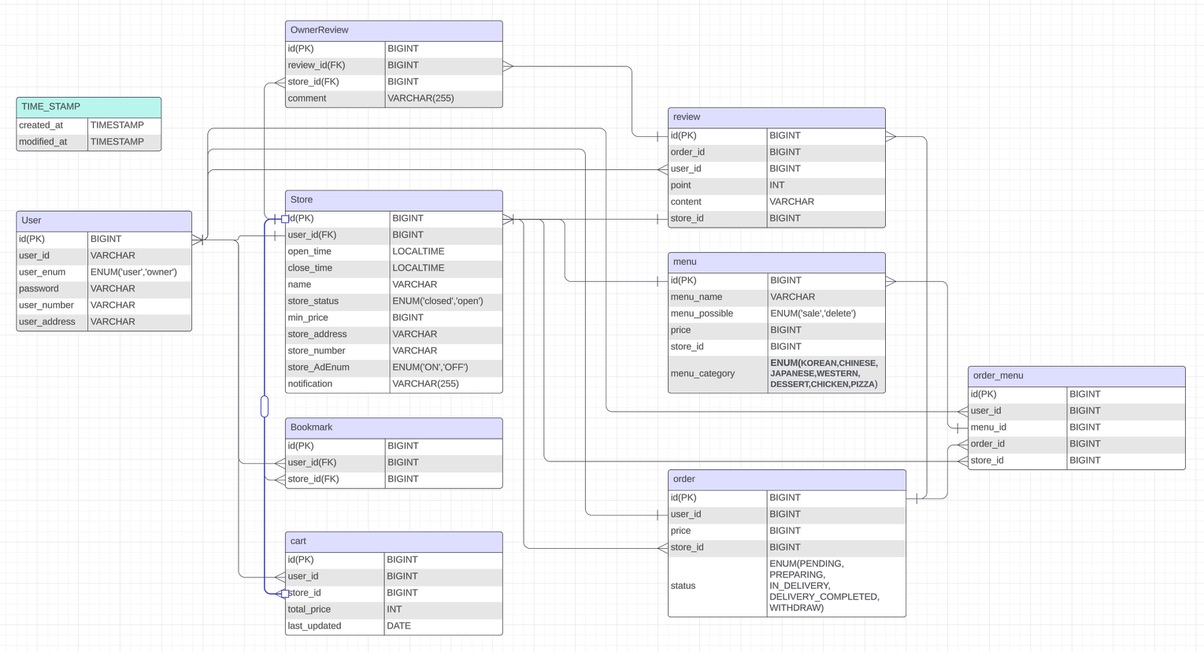 OwnerReview
id(PK) BIGINT
review_id(FK) BIGINT
store_id(FK) BIGINT
comment VARCHAR(255)
TIME_STAMP
created_at TIMESTAMP
modified_at TIMESTAMP
review
id(PK) BIGINT
order_id BIGINT
user_id BIGINT
point INT
content VARCHAR
store_id BIGINT
User
id(PK) BIGINT
user_id VARCHAR
user_enum ENUM('user','owner')
password VARCHAR
user_number VARCHAR
user_address VARCHAR
Store
id(PK) BIGINT
user_id(FK) BIGINT
open_time LOCALTIME
close_time LOCALTIME
name VARCHAR
store_status ENUM('closed','open')
min_price BIGINT
store_address VARCHAR
store_number VARCHAR
store_AdEnum ENUM('ON','OFF')
notification VARCHAR(255)
menu
id(PK) BIGINT
menu_name VARCHAR
menu_possible ENUM('sale','delete')
price BIGINT
store_id BIGINT
menu_category ENUM(KOREAN,CHINESE,
JAPANESE,WESTERN,
DESSERT,CHICKEN,PIZZA)
order_menu
id(PK) BIGINT
user_id BIGINT
menu_id BIGINT
order_id BIGINT
store_id BIGINT
Bookmark
id(PK) BIGINT
user_id(FK) BIGINT
store_id(FK) BIGINT
order
id(PK) BIGINT
user_id BIGINT
price BIGINT
store_id BIGINT
status ENUM(PENDING,
PREPARING,
IN_DELIVERY,
DELIVERY_COMPLETED,
WITHDRAW)
cart
id(PK) BIGINT
user_id BIGINT
store_id BIGINT
total_price INT
last_updated DATE